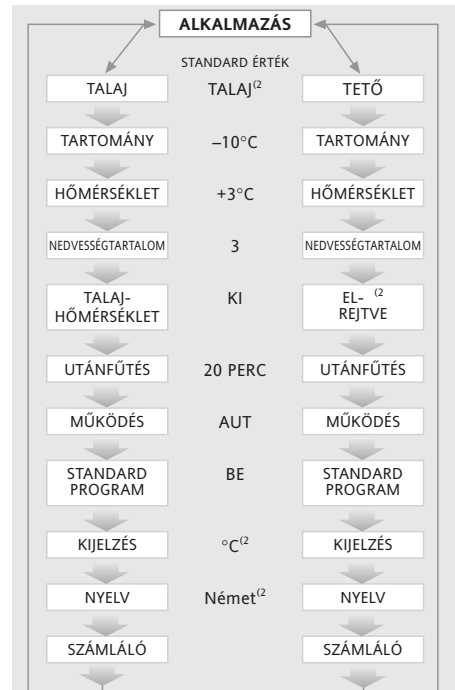 ALKALMAZÁS
STANDARD ÉRTÉK
TALAJ TALAJ(2 TETŐ
TARTOMÁNY –10°C TARTOMÁNY
HŐMÉRSÉKLET +3°C HŐMÉRSÉKLET
NEDVESSÉGTARTALOM 3 NEDVESSÉGTARTALOM
TALAJ-
HŐMÉRSÉKLET
KI
EL- (2
REJTVE
UTÁNFŰTÉS 20 PERC UTÁNFŰTÉS
MŰKÖDÉS AUT MŰKÖDÉS
STANDARD
PROGRAM
BE
STANDARD
PROGRAM
KIJELZÉS °C(2 KIJELZÉS
NYELV Német(2 NYELV
SZÁMLÁLÓ SZÁMLÁLÓ